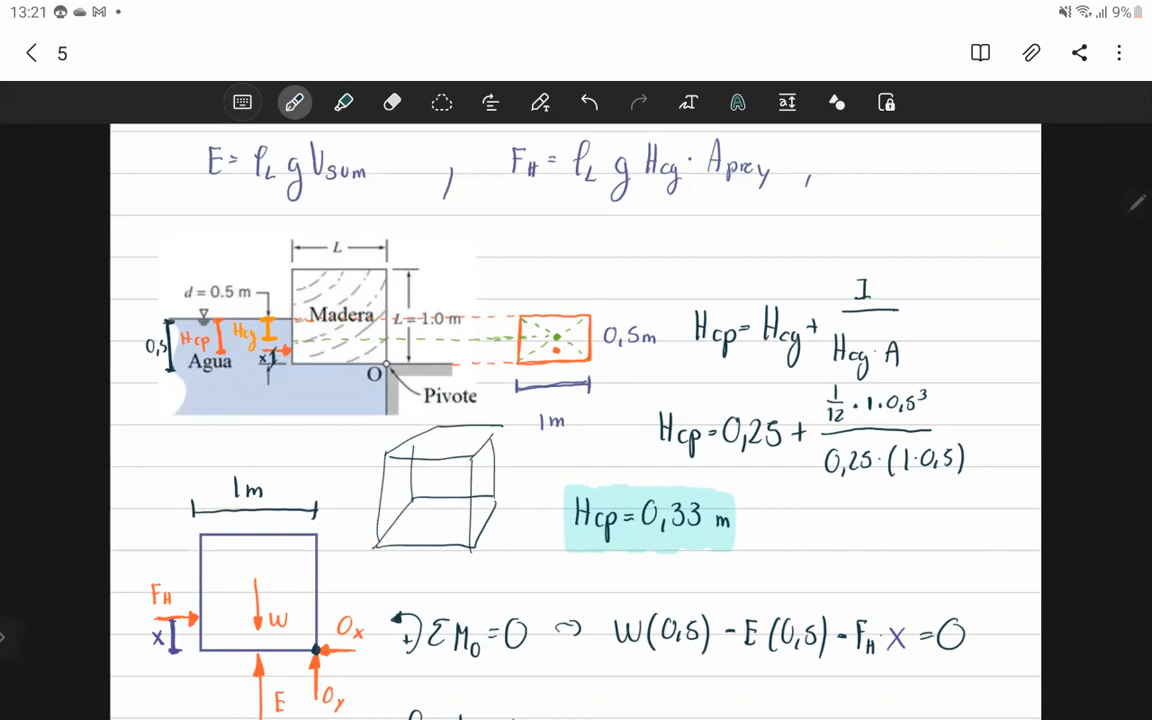 13:21
9%
5
E = ρL g Vsum , FH = ρL g Hcg · Aproy ,
L
d = 0.5 m
Madera
L = 1.0 m
0,5
Hcp
Hcg
x
Agua
O
Pivote
0,5m
1m
Hcp = Hcg + I / Hcg · A
Hcp = 0,25 + 1/12 · 1 · 0,5³ / 0,25 · (1 · 0,5)
Hcp = 0,33 m
1m
FH
W
x
Ox
E
Oy
ΣMo = 0 W(0,5) - E(0,5) - FH · x = 0